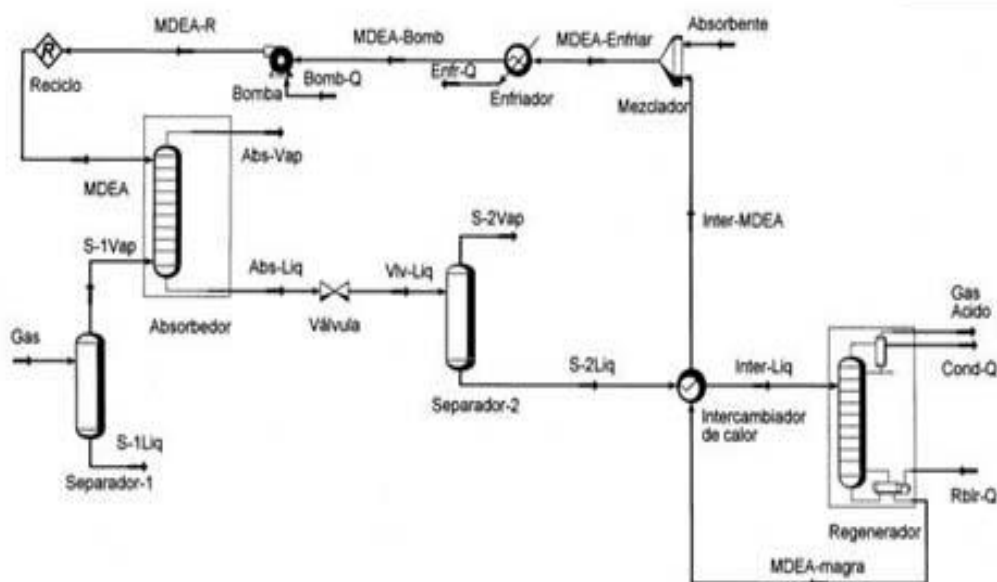 MDEA-R
MDEA-Bomb
MDEA-Enfriar
Absorbente
R
Reciclo
Bomba
Bomb-Q
Enfr-Q
Enfriador
Mezclador
MDEA
Abs-Vap
S-1Vap
Abs-Liq
Vlv-Liq
S-2Vap
Inter-MDEA
Absorbedor
Válvula
Gas
S-2Liq
Inter-Liq
Gas
Acido
Cond-Q
Separador-2
Intercambiador
de calor
S-1Liq
Separador-1
Rblr-Q
Regenerador
MDEA-magra